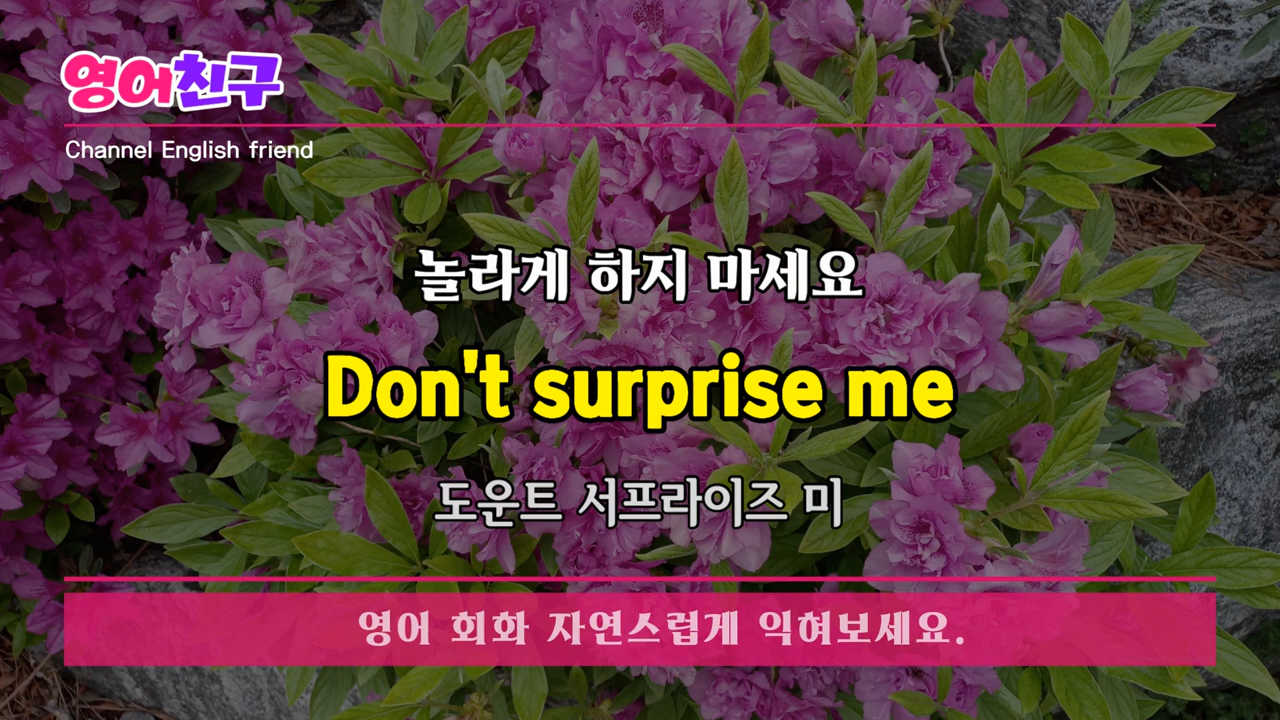 영어친구
Channel English friend
놀라게 하지 마세요
Don't surprise me
도운트 서프라이즈 미
영어 회화 자연스럽게 익혀보세요.